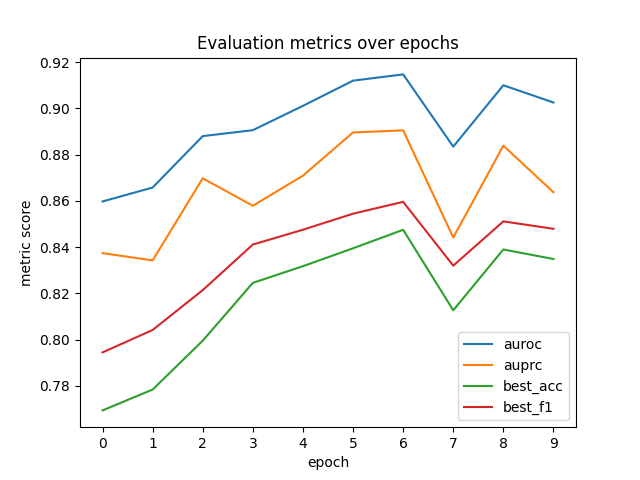 Evaluation metrics over epochs
metric score
0.92
0.90
0.88
0.86
0.84
0.82
0.80
0.78
0 1 2 3 4 5 6 7 8 9
epoch
auroc
auprc
best_acc
best_f1